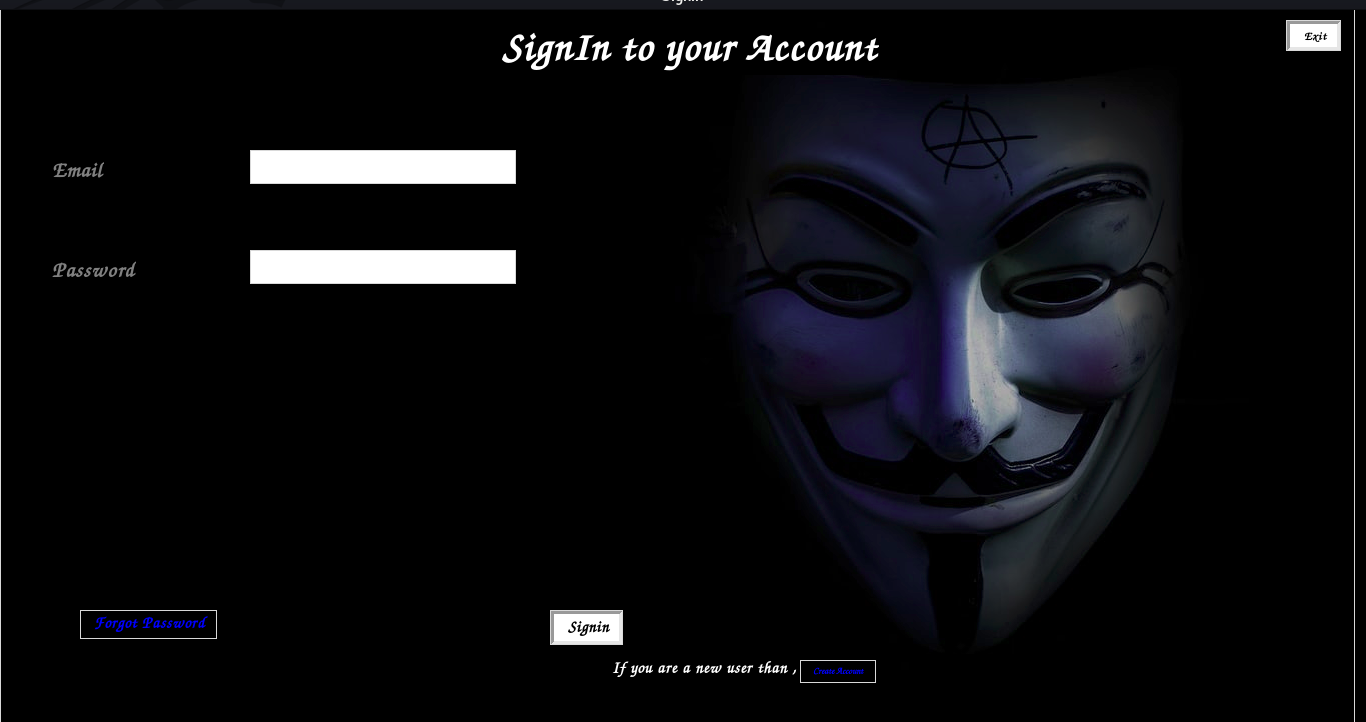 SignIn
SignIn to your Account
Exit
Email
Password
Forgot Password
Signin
If you are a new user than , Create Account